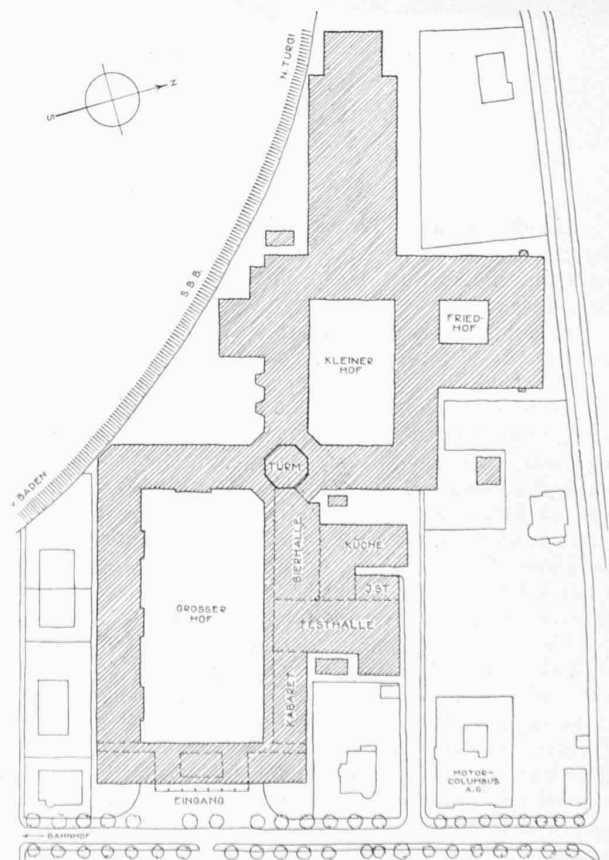 N. TURGI
N
S
S.B.B.
FRIED-
HOF
KLEINER
HOF
TURM
v. BADEN
BIERHALLE
KÜCHE
J.ST.
GROSSER
HOF
FESTHALLE
KABARET
MOTOR-
COLUMBUS
A.G.
EINGANG
← BAHNHOF